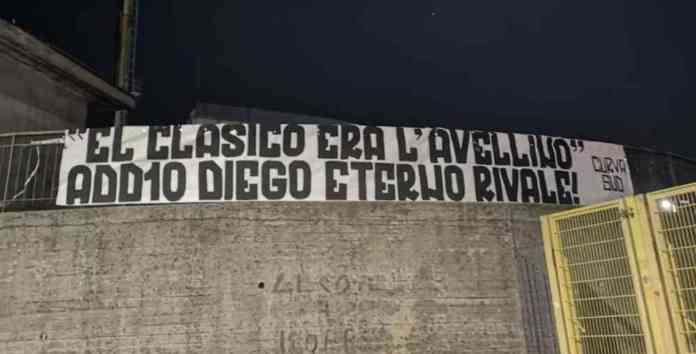 "EL CLASICO ERA L'AVELLINO"
ADD10 DIEGO ETERNO RIVALE!
CURVA
SUD